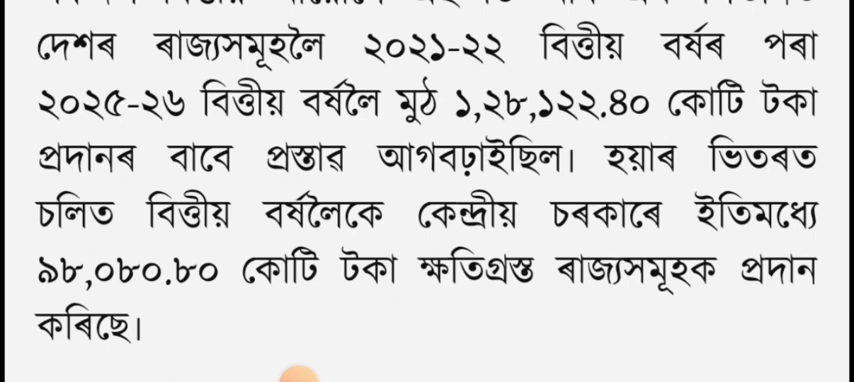 দেশৰ ৰাজ্যসমূহলৈ ২০২১-২২ বিত্তীয় বৰ্ষৰ পৰা
২০২৫-২৬ বিত্তীয় বৰ্ষলৈ মুঠ ১,২৮,১২২.৪০ কোটি টকা
প্ৰদানৰ বাবে প্ৰস্তাৱ আগবঢ়াইছিল। হয়াৰ ভিতৰত
চলিত বিত্তীয় বৰ্ষলৈকে কেন্দ্ৰীয় চৰকাৰে ইতিমধ্যে
৯৮,০৮০.৮০ কোটি টকা ক্ষতিগ্ৰস্ত ৰাজ্যসমূহক প্ৰদান
কৰিছে।